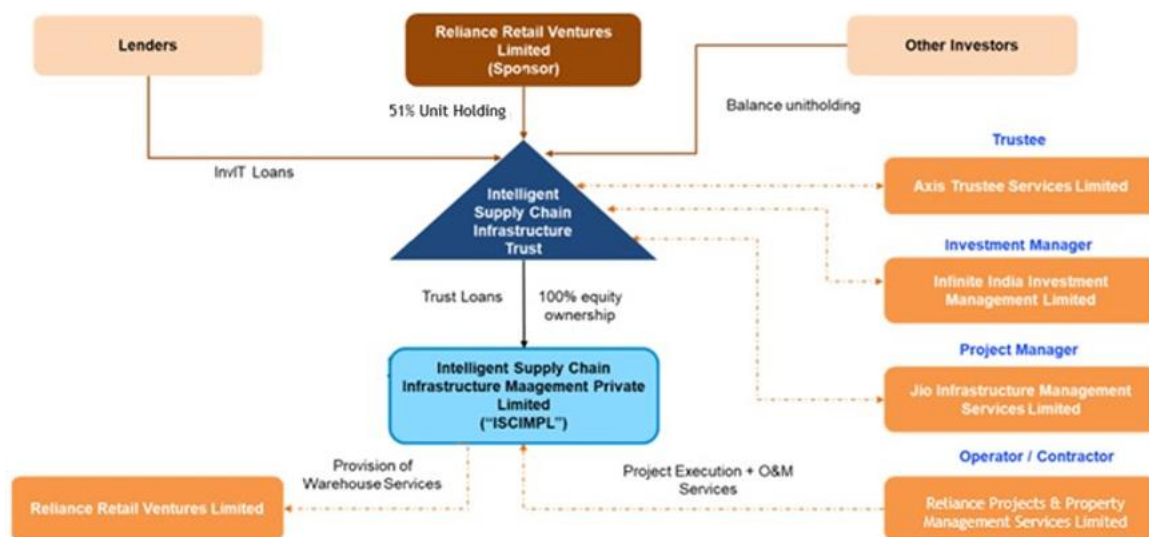 Lenders
Reliance Retail Ventures
Limited
(Sponsor)
Other Investors
51% Unit Holding
Balance unitholding
InvIT Loans
Trustee
Axis Trustee Services Limited
Intelligent
Supply Chain
Infrastructure
Trust
Investment Manager
Infinite India Investment
Management Limited
Trust Loans
100% equity
ownership
Project Manager
Jio Infrastructure Management
Services Limited
Intelligent Supply Chain
Infrastructure Maagement Private
Limited
("ISCIMPL")
Operator / Contractor
Provision of
Warehouse Services
Project Execution + O&M
Services
Reliance Retail Ventures Limited
Reliance Projects & Property
Management Services Limited